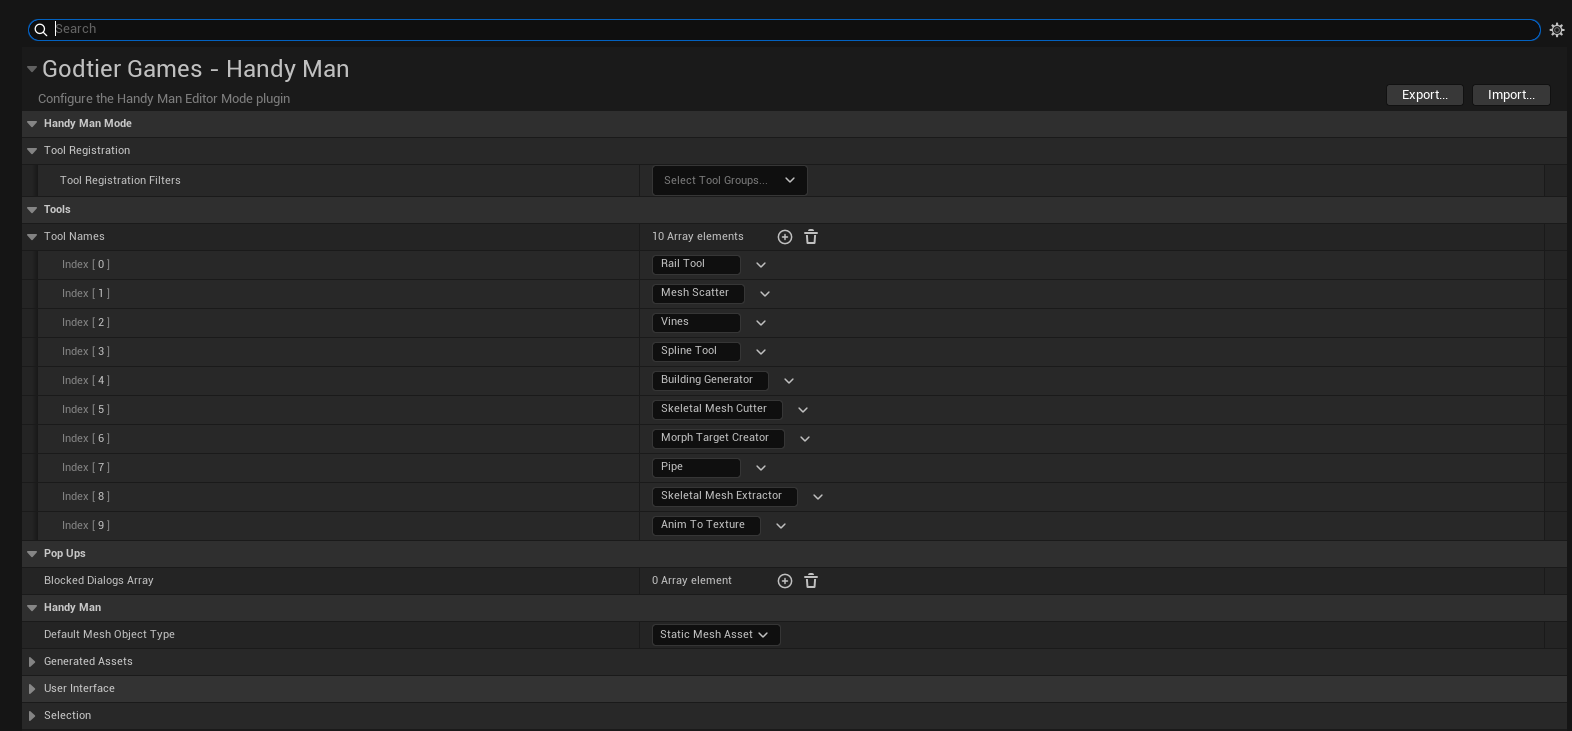 Search
Godtier Games - Handy Man
Configure the Handy Man Editor Mode plugin
Export...
Import...
Handy Man Mode
Tool Registration
Tool Registration Filters
Select Tool Groups...
Tools
Tool Names
10 Array elements
Index [ 0 ]
Rail Tool
Index [ 1 ]
Mesh Scatter
Index [ 2 ]
Vines
Index [ 3 ]
Spline Tool
Index [ 4 ]
Building Generator
Index [ 5 ]
Skeletal Mesh Cutter
Index [ 6 ]
Morph Target Creator
Index [ 7 ]
Pipe
Index [ 8 ]
Skeletal Mesh Extractor
Index [ 9 ]
Anim To Texture
Pop Ups
Blocked Dialogs Array
0 Array element
Handy Man
Default Mesh Object Type
Static Mesh Asset
Generated Assets
User Interface
Selection